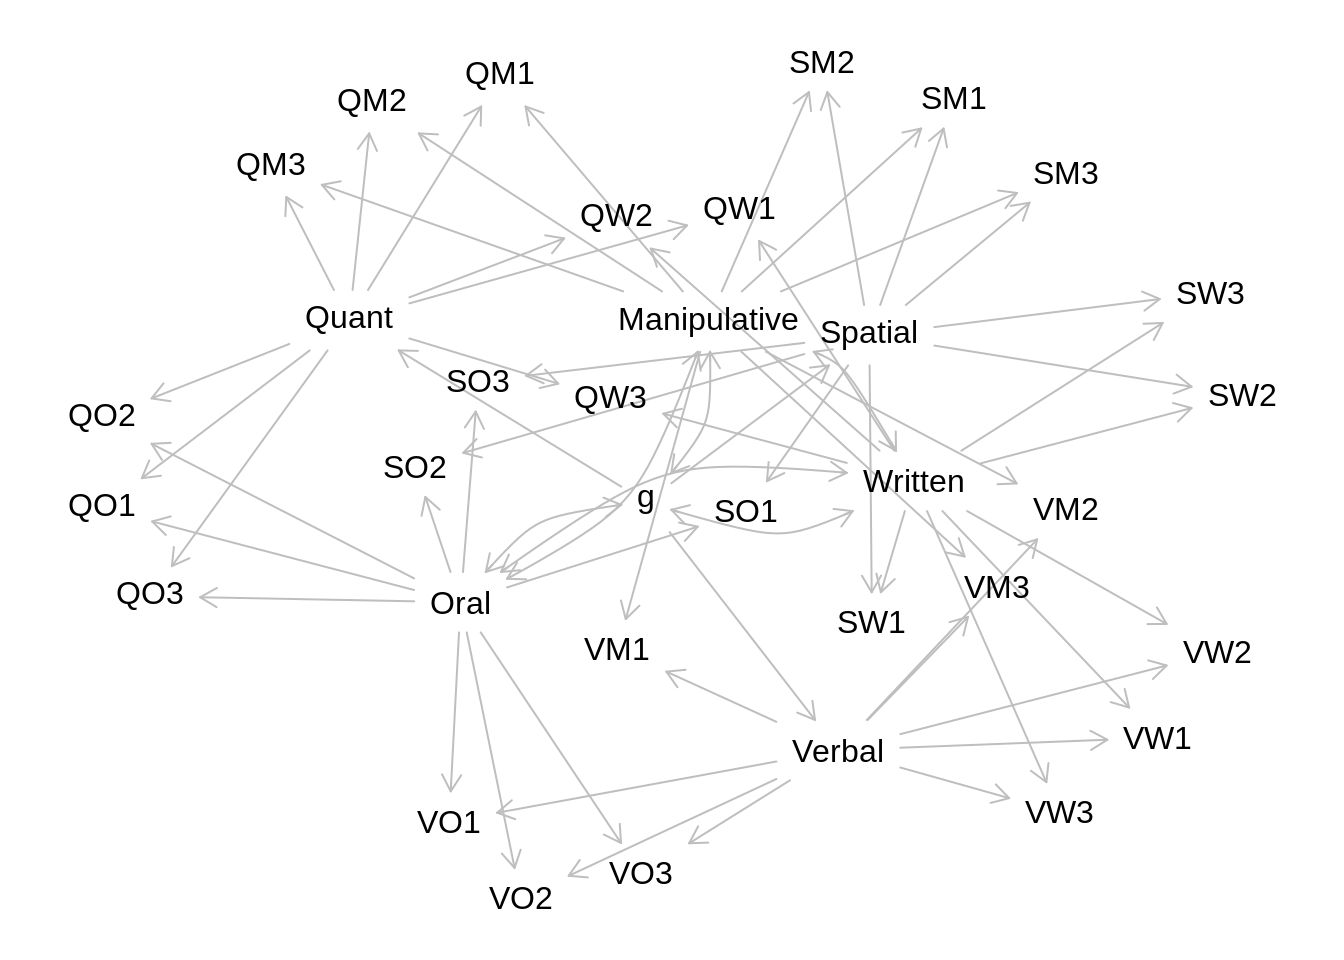 SM2
QM1
SM1
QM2
QM3
SM3
QW1
QW2
SW3
Quant
Manipulative
Spatial
SO3
QW3
SW2
QO2
SO2
Written
g
QO1
SO1
VM2
VM3
QO3
Oral
SW1
VM1
VW2
VW1
Verbal
VW3
VO1
VO3
VO2